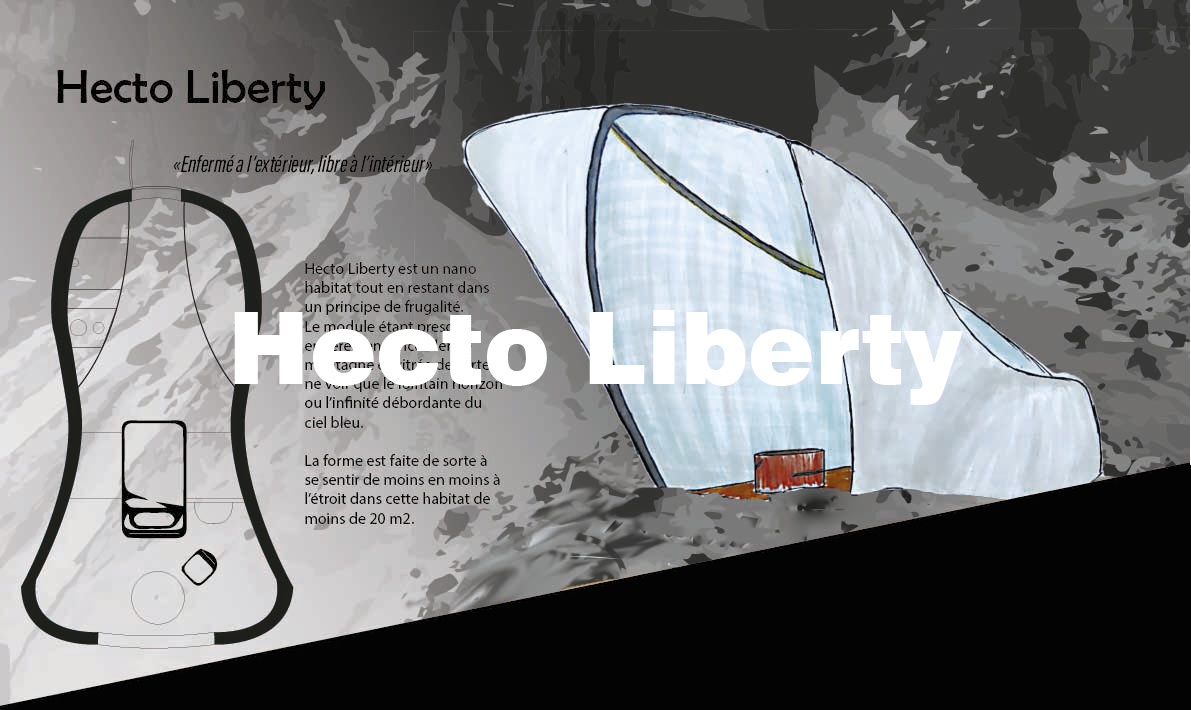 Hecto Liberty
«Enfermé a l'extérieur, libre à l'intérieur»
Hecto Liberty est un nano
habitat tout en restant dans
un principe de frugalité.
Le module étant
ne voir que le lointain horizon
ou l'infinité débordante du
ciel bleu.
La forme est faite de sorte à
se sentir de moins en moins à
l'étroit dans cette habitat de
moins de 20 m2.
Hecto Liberty